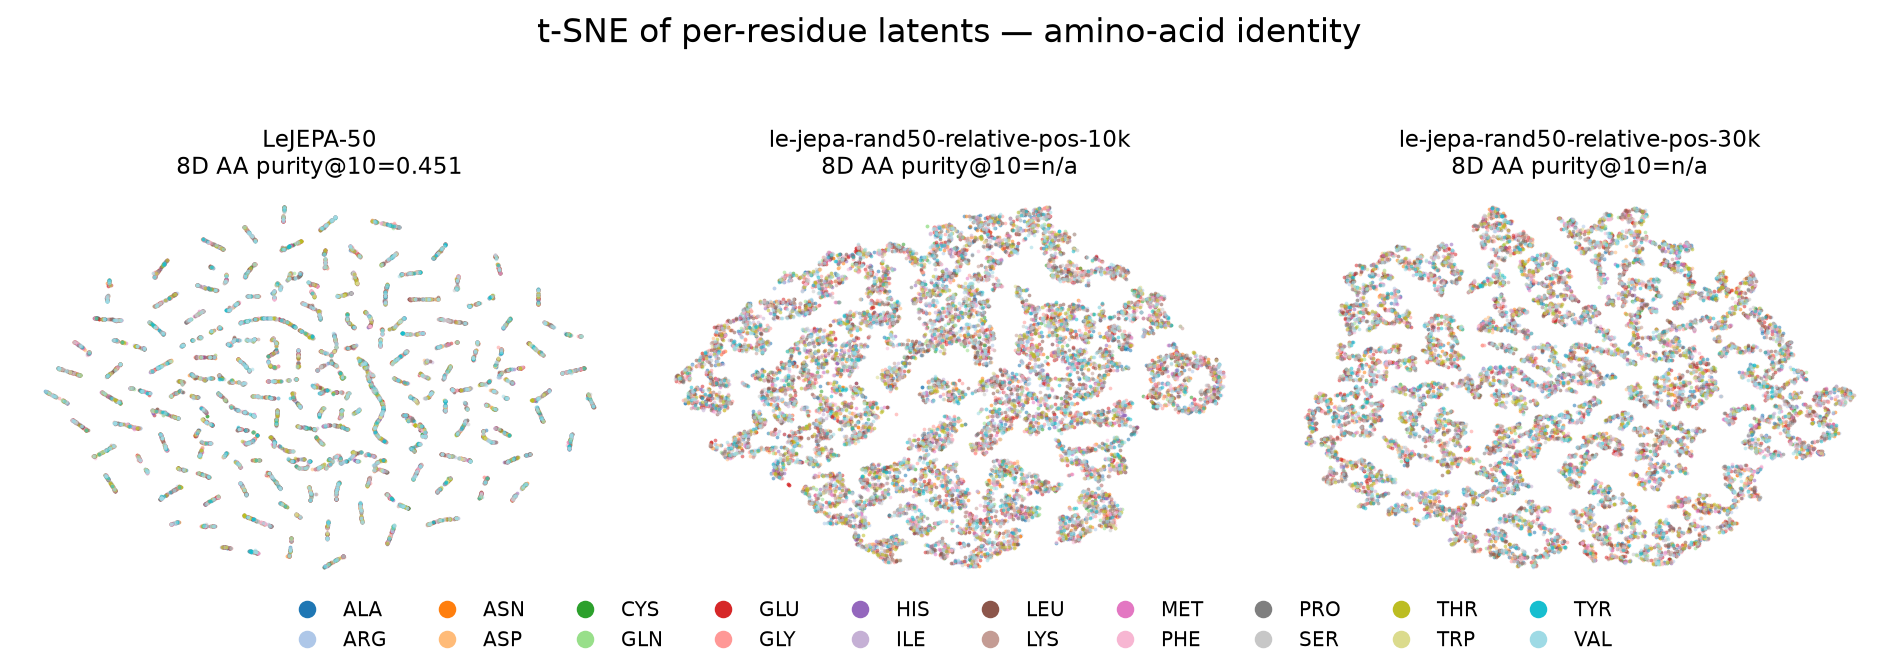 t-SNE of per-residue latents — amino-acid identity
LeJEPA-50
8D AA purity@10=0.451
le-jepa-rand50-relative-pos-10k
8D AA purity@10=n/a
le-jepa-rand50-relative-pos-30k
8D AA purity@10=n/a
ALA ASN CYS GLU HIS LEU MET PRO THR TYR
ARG ASP GLN GLY ILE LYS PHE SER TRP VAL